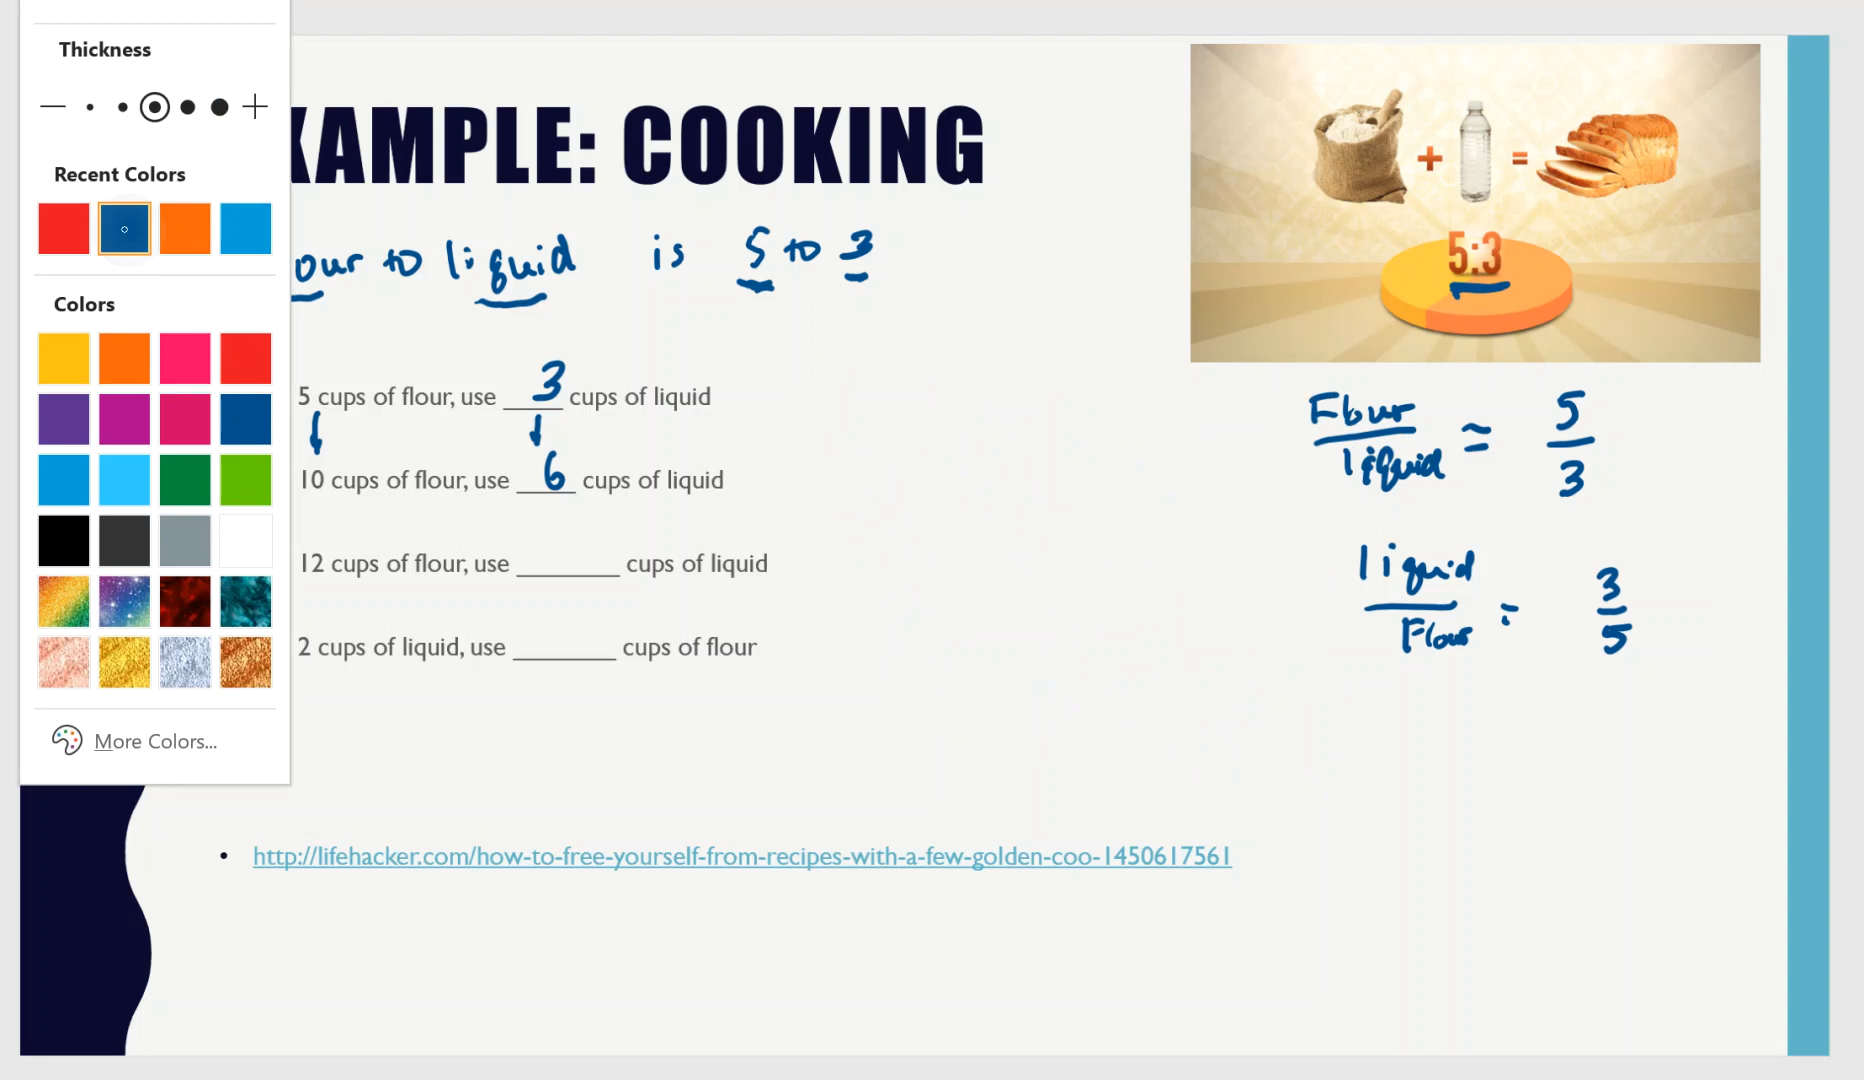 Thickness
Recent Colors
Colors
More Colors...
XAMPLE: COOKING
our to liquid is 5 to 3
5 cups of flour, use 3 cups of liquid
10 cups of flour, use 6 cups of liquid
12 cups of flour, use ________ cups of liquid
2 cups of liquid, use ________ cups of flour
http://lifehacker.com/how-to-free-yourself-from-recipes-with-a-few-golden-coo-1450617561
+ =
5:3
Flour
liquid
=
5
3
liquid
Flour
=
3
5